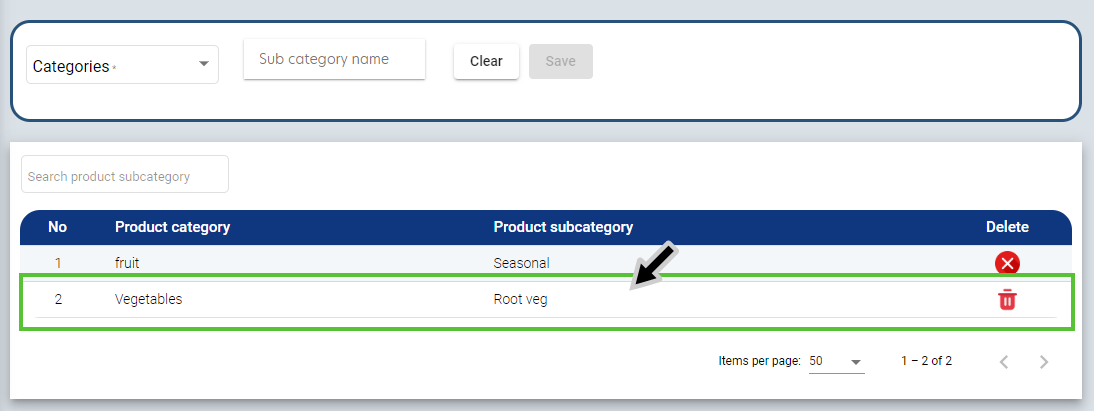 Categories *
Sub category name
Clear
Save
Search product subcategory
No Product category Product subcategory Delete
1 fruit Seasonal
2 Vegetables Root veg
Items per page: 50 1 – 2 of 2